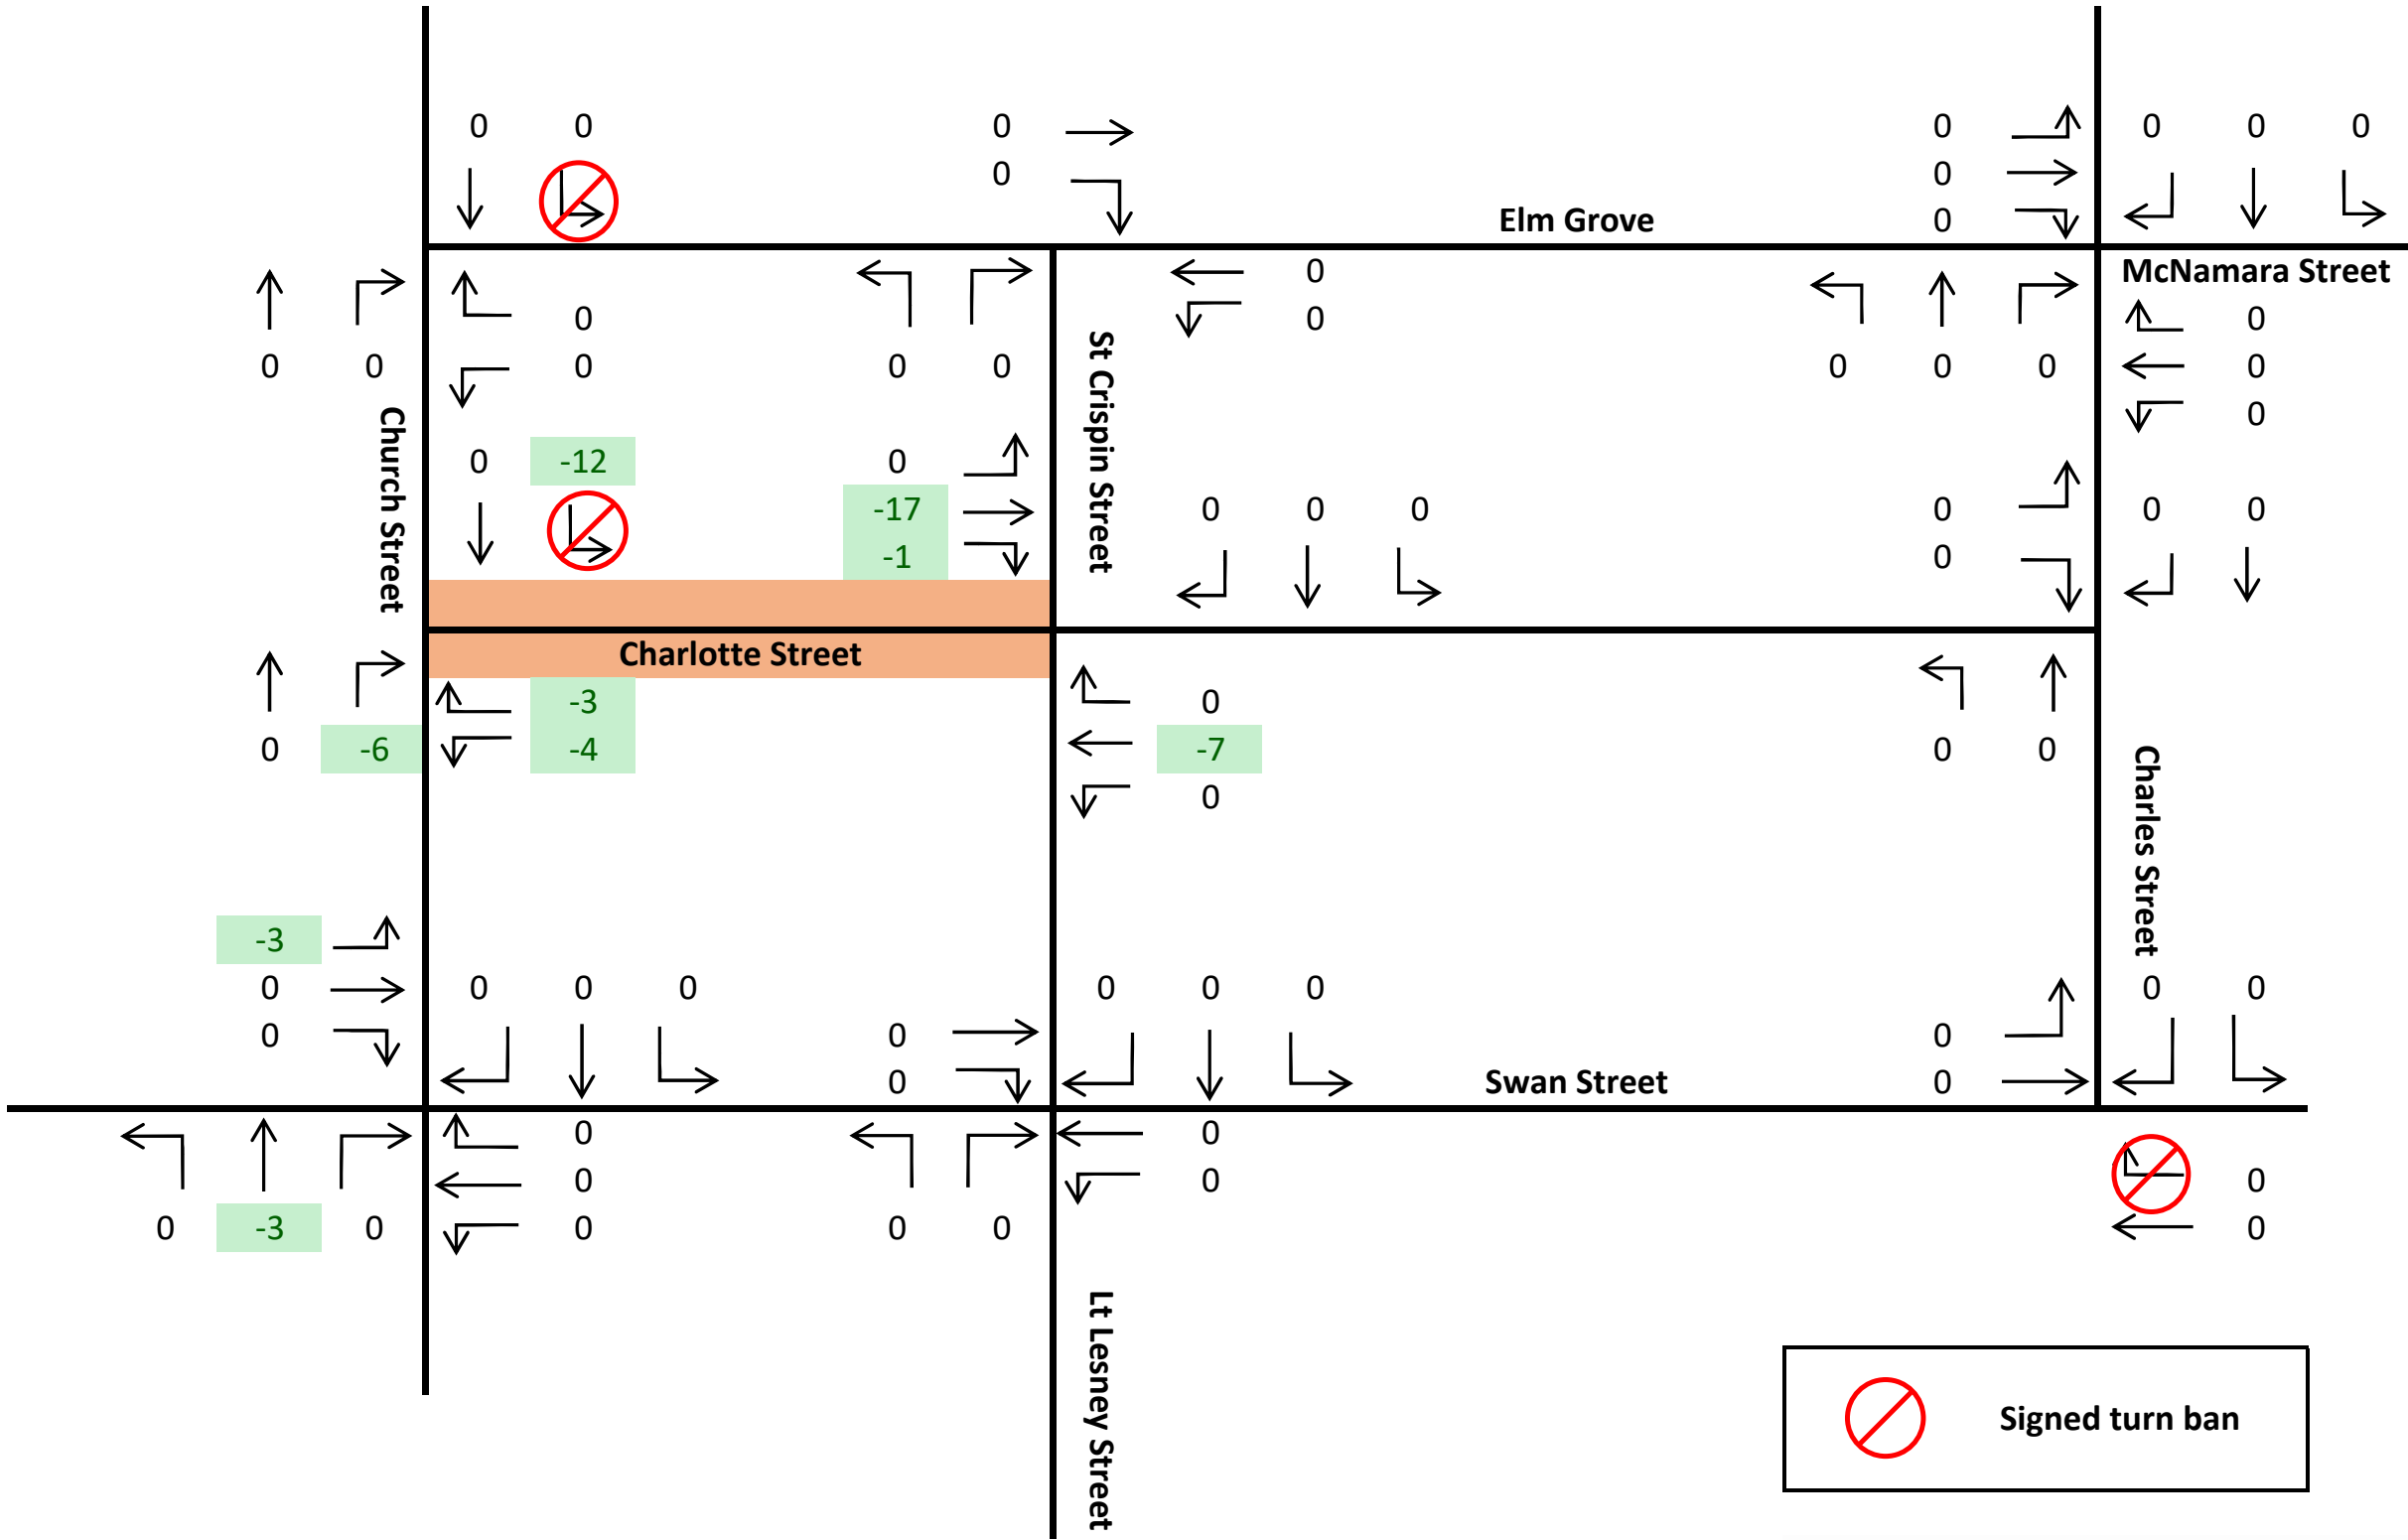 0 0 0 0 0 0 0
0 0
Elm Grove 0
0 McNamara Street
0 0 0
0 0 0 0 0 0 0 0 0 0
0
Church Street
St Crispin Street
0 -12 0
-17 0 0 0 0 0 0
-1 0
Charlotte Street
-3 0
0 -6 -4 -7 0 0
0
Charles Street
-3
0 0 0 0 0 0 0 0 0
0 0 0
0 Swan Street 0
0 0
0 0 0
0 -3 0 0 0 0 0
Lt Lesney Street
Signed turn ban